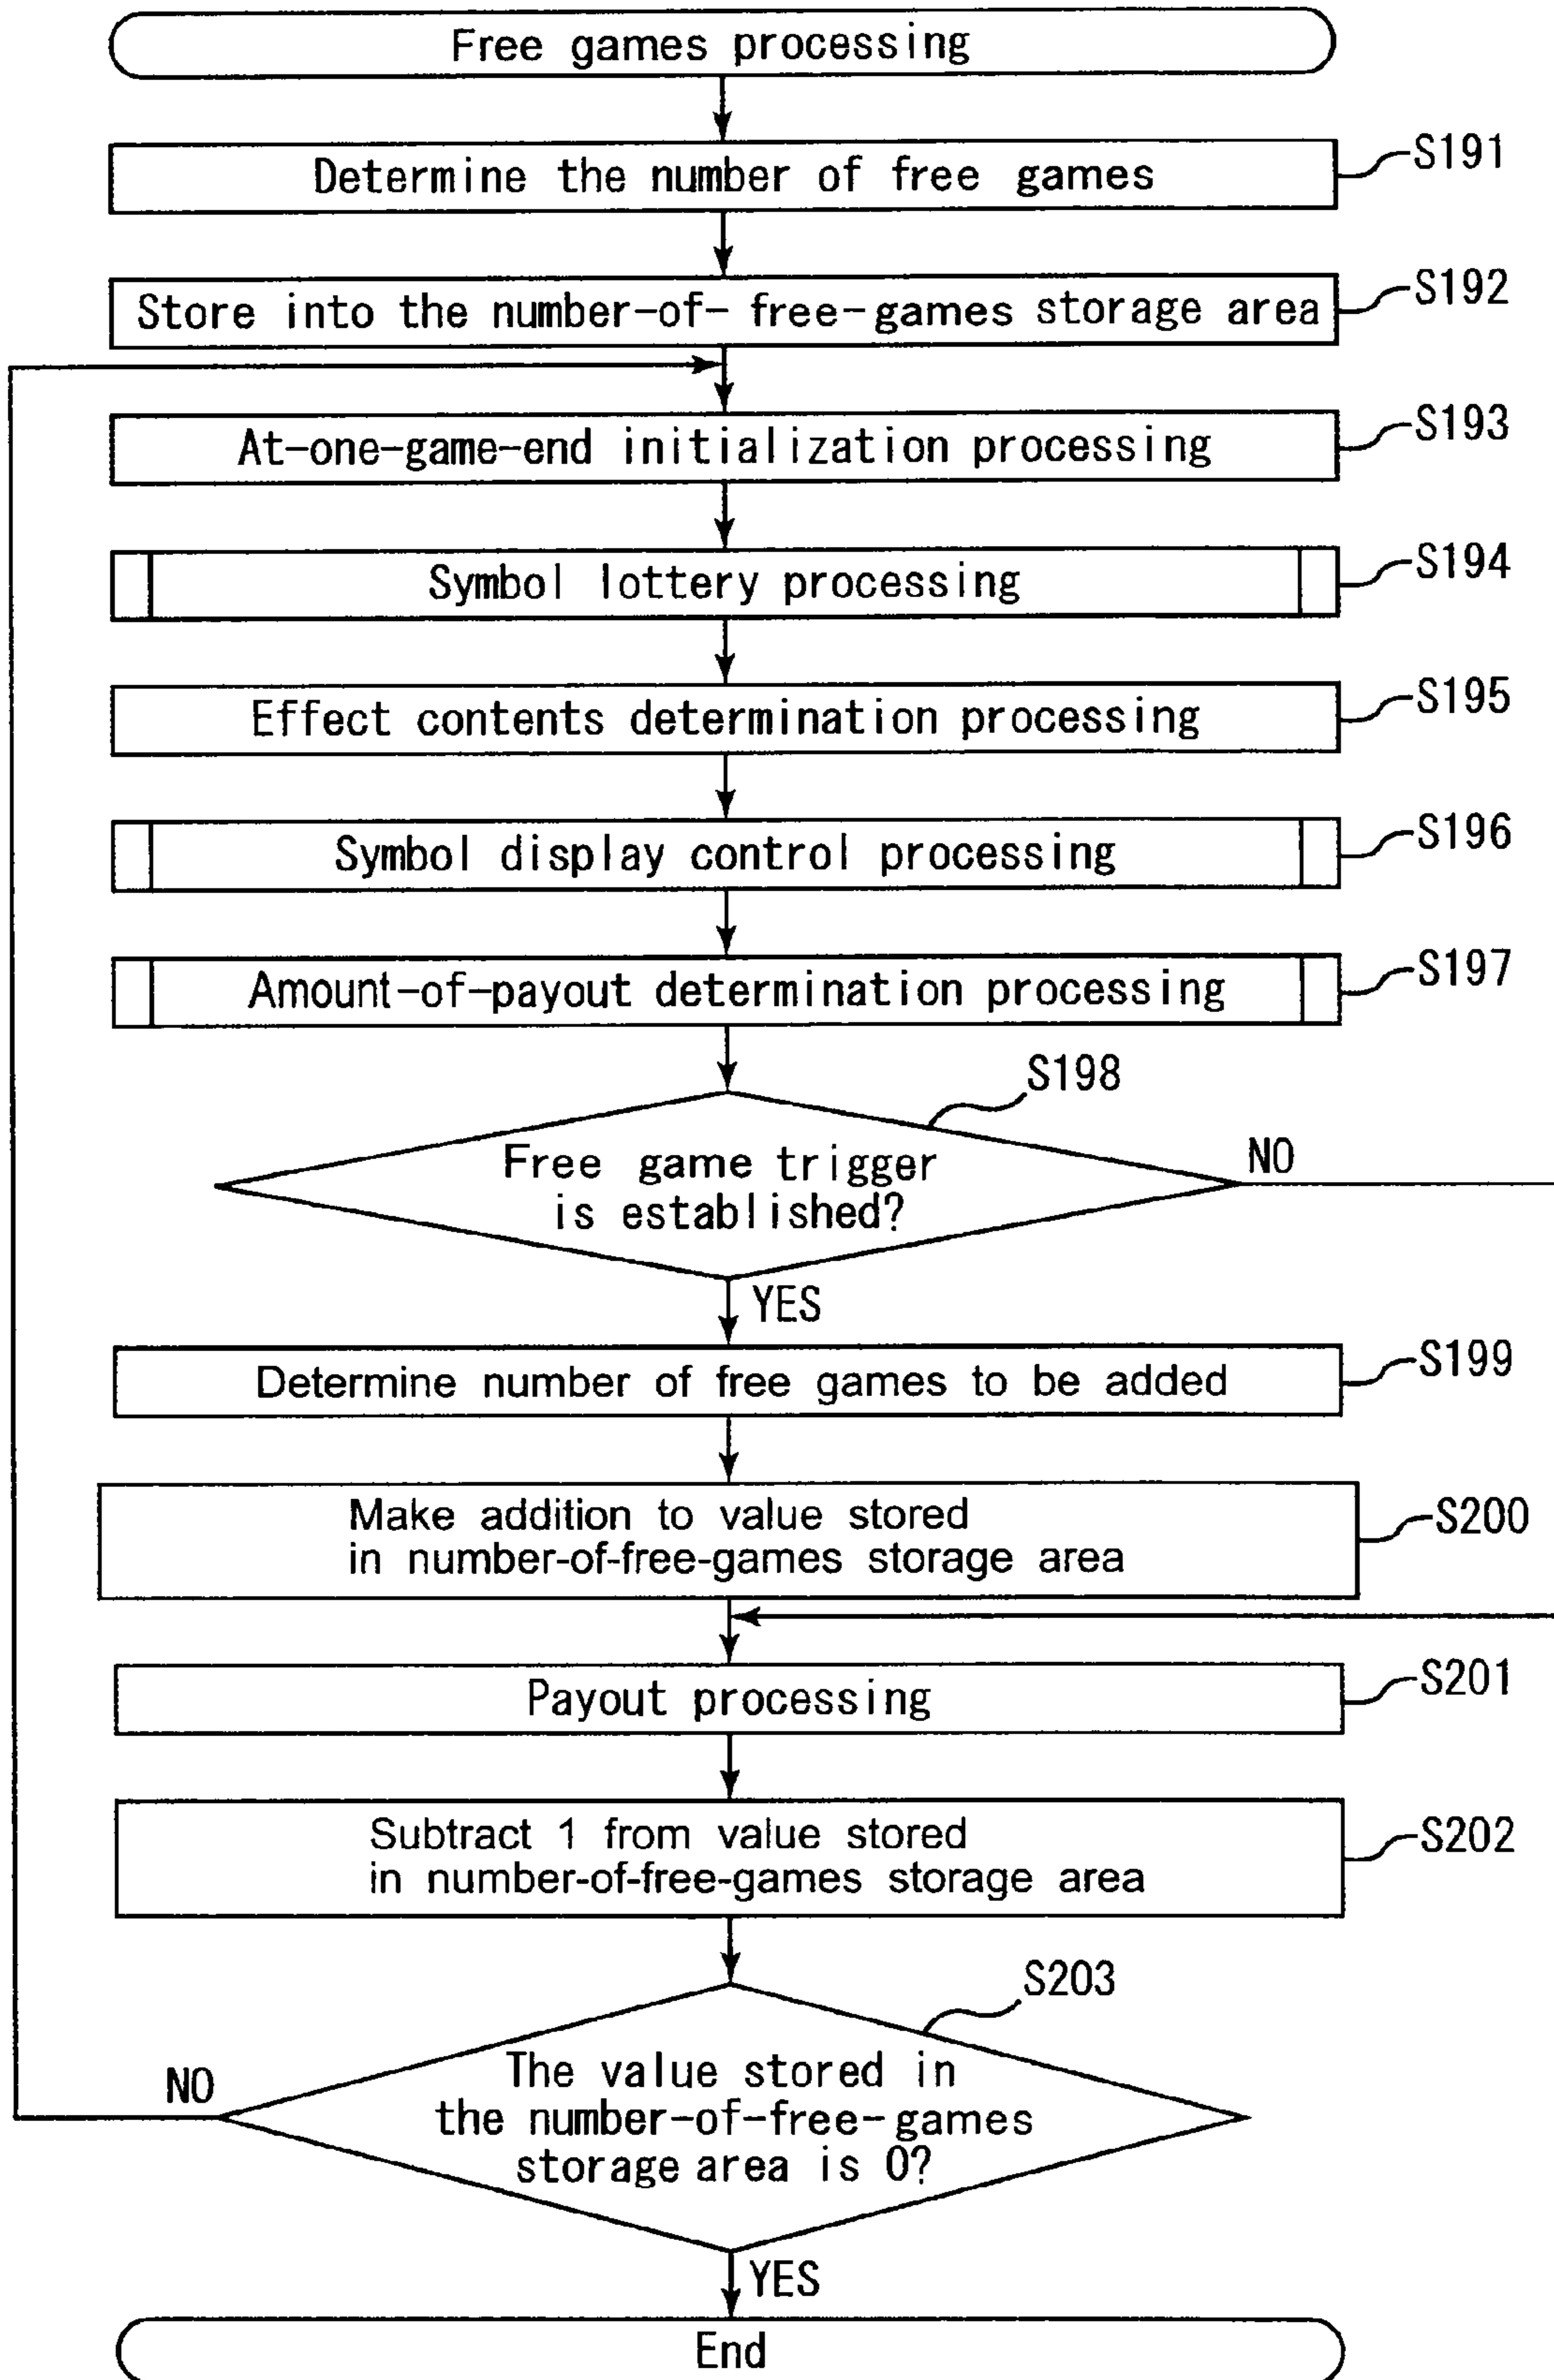 Free games processing
Determine the number of free games
S191
Store into the number-of- free-games storage area
S192
At-one-game-end initialization processing
S193
Symbol lottery processing
S194
Effect contents determination processing
S195
Symbol display control processing
S196
Amount-of-payout determination processing
S197
S198
Free game trigger
is established?
NO
YES
Determine number of free games to be added
S199
Make addition to value stored
in number-of-free-games storage area
S200
Payout processing
S201
Subtract 1 from value stored
in number-of-free-games storage area
S202
S203
The value stored in
the number-of-free-games
storage area is 0?
NO
YES
End